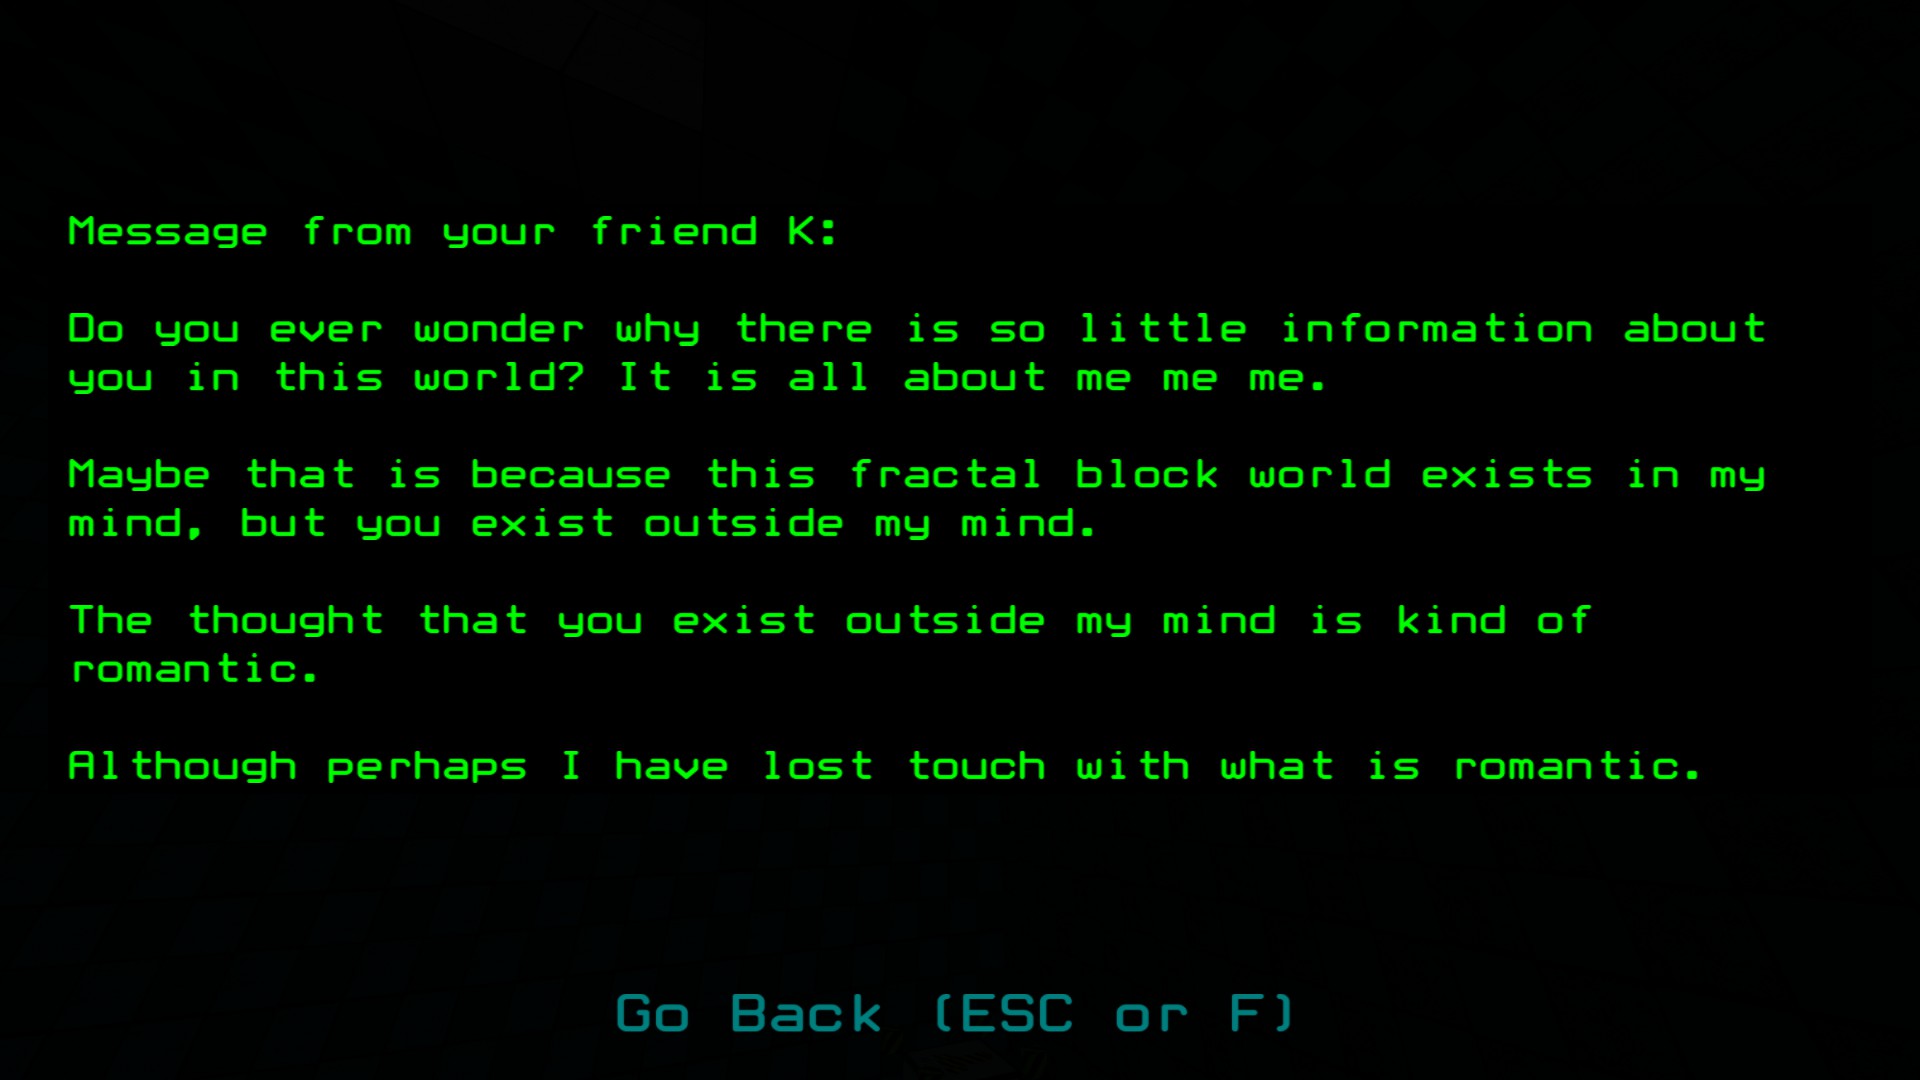 Message from your friend K:
Do you ever wonder why there is so little information about
you in this world? It is all about me me me.
Maybe that is because this fractal block world exists in my
mind, but you exist outside my mind.
The thought that you exist outside my mind is kind of
romantic.
Although perhaps I have lost touch with what is romantic.
Go Back (ESC or F)